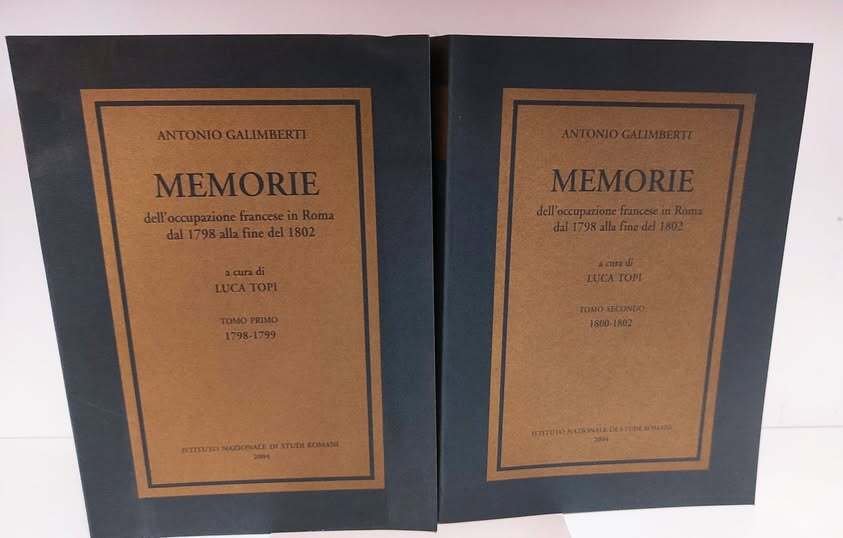 ANTONIO GALIMBERTI
MEMORIE
dell'occupazione francese in Roma
dal 1798 alla fine del 1802
a cura di
LUCA TOPI
TOMO PRIMO
1798-1799
ISTITUTO NAZIONALE DI STUDI ROMANI
2004
ANTONIO GALIMBERTI
MEMORIE
dell'occupazione francese in Roma
dal 1798 alla fine del 1802
a cura di
LUCA TOPI
TOMO SECONDO
1800-1802
ISTITUTO NAZIONALE DI STUDI ROMANI
2004